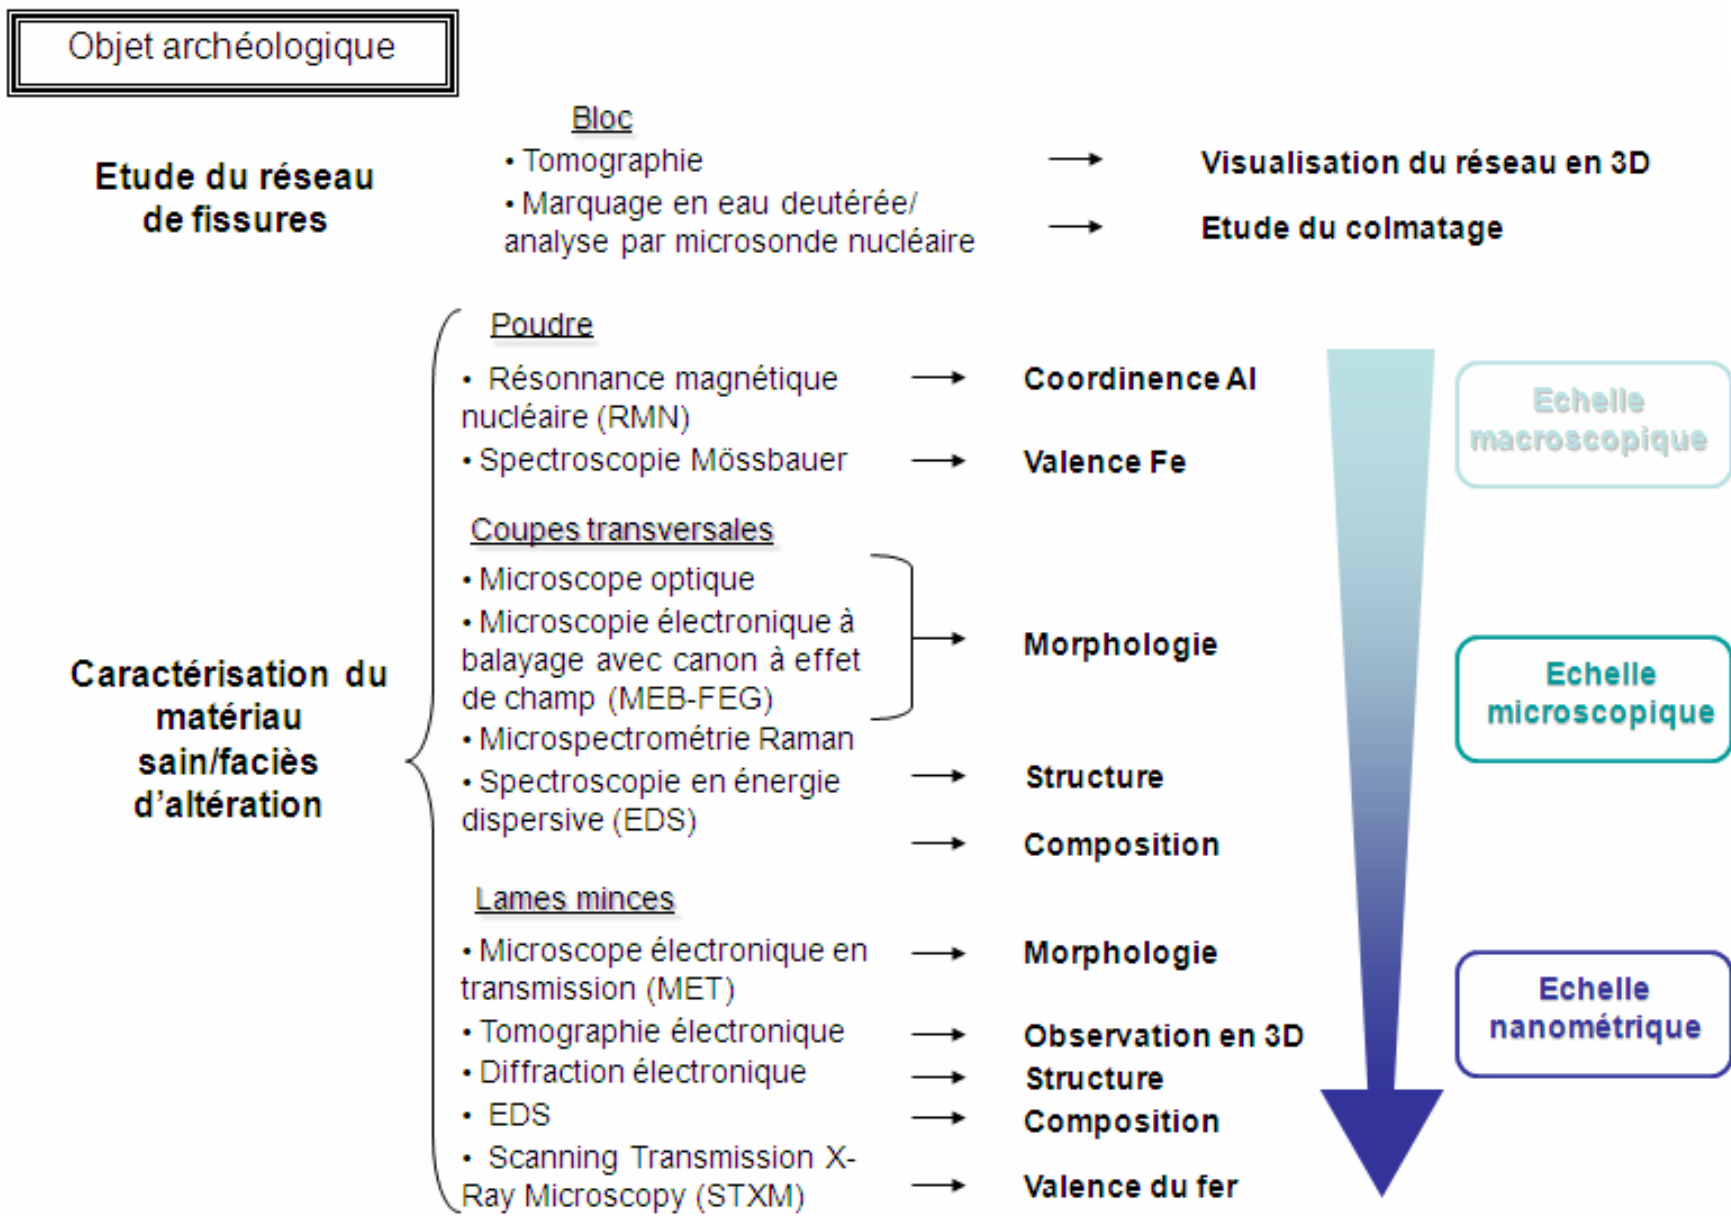 Objet archéologique
Bloc
Etude du réseau
de fissures
• Tomographie
Visualisation du réseau en 3D
• Marquage en eau deutérée/
analyse par microsonde nucléaire
Etude du colmatage
Caractérisation du
matériau
sain/faciès
d'altération
Poudre
• Résonnance magnétique
nucléaire (RMN)
Coordinence Al
• Spectroscopie Mössbauer
Valence Fe
Coupes transversales
• Microscope optique
• Microscopie électronique à
balayage avec canon à effet
de champ (MEB-FEG)
Morphologie
• Microspectrométrie Raman
• Spectroscopie en énergie
dispersive (EDS)
Structure
Composition
Lames minces
• Microscope électronique en
transmission (MET)
Morphologie
• Tomographie électronique
Observation en 3D
• Diffraction électronique
Structure
• EDS
Composition
• Scanning Transmission X-
Ray Microscopy (STXM)
Valence du fer
Echelle
macroscopique
Echelle
microscopique
Echelle
nanométrique